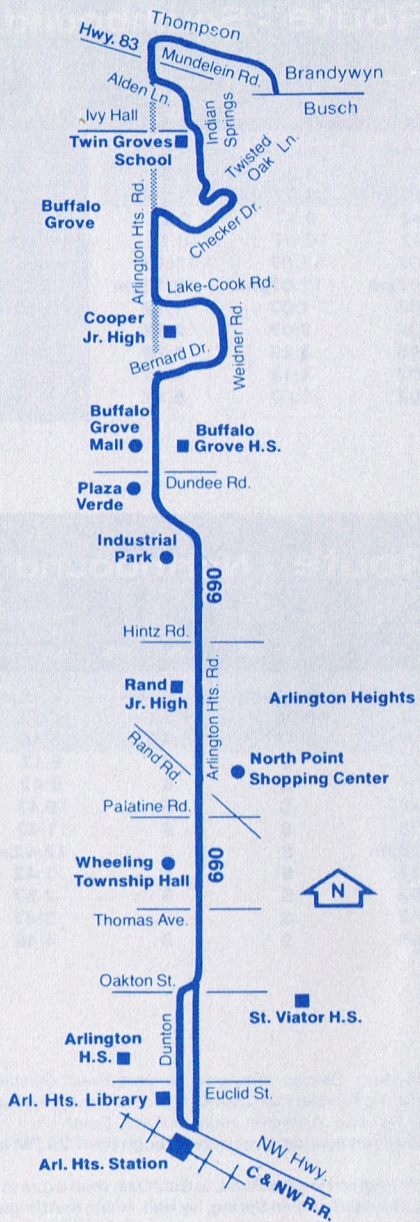 Thompson
Hwy. 83
Mundelein Rd.
Brandywyn
Alden Ln.
Busch
Ivy Hall
Indian
Springs
Twin Groves
School
Twisted
Oak Ln.
Buffalo
Grove
Arlington Hts. Rd.
Checker Dr.
Lake-Cook Rd.
Cooper
Jr. High
Weidner Rd.
Bernard Dr.
Buffalo
Grove
Mall
Buffalo
Grove H.S.
Dundee Rd.
Plaza
Verde
Industrial
Park
690
Hintz Rd.
Arlington Hts. Rd.
Rand
Jr. High
Arlington Heights
Rand Rd.
North Point
Shopping Center
Palatine Rd.
Wheeling
Township Hall
690
N
Thomas Ave.
Oakton St.
St. Viator H.S.
Dunton
Arlington
H.S.
Arl. Hts. Library
Euclid St.
NW Hwy.
Arl. Hts. Station
C & NW R.R.